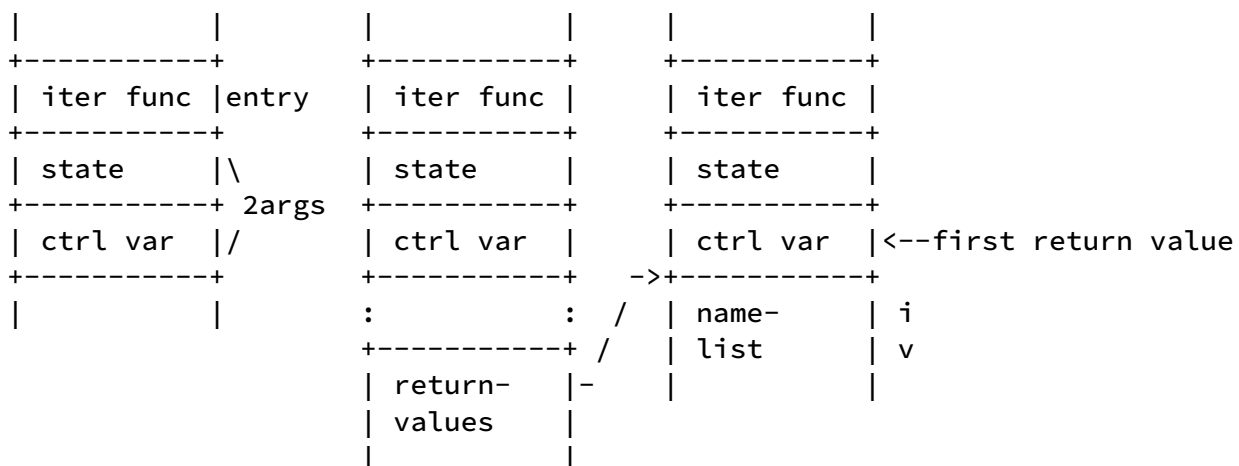 |           |         |           |     |           |
+-----------+         +-----------+     +-----------+
| iter func |entry    | iter func |     | iter func |
+-----------+         +-----------+     +-----------+
| state     |\        | state     |     | state     |
+-----------+ 2args   +-----------+     +-----------+
| ctrl var  |/        | ctrl var  |     | ctrl var  |<--first return value
+-----------+         +-----------+   ->+-----------+
|           |         :           :  /  | name-     | i
                      +-----------+ /   | list      | v
                      | return-   |-    |           |
                      | values    |
                      |           |